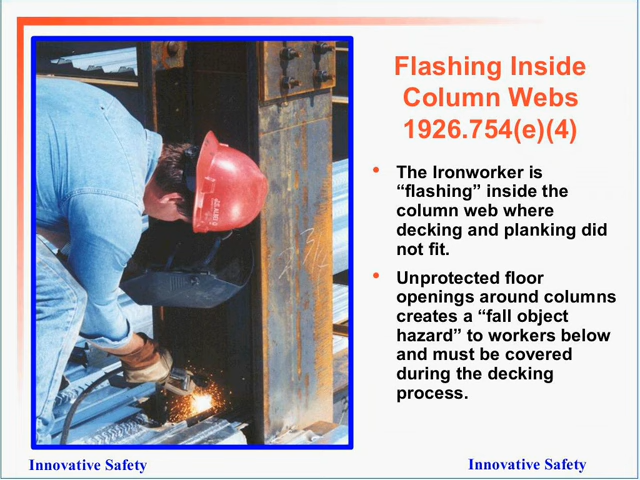 Flashing Inside
Column Webs
1926.754(e)(4)
• The Ironworker is
“flashing” inside the
column web where
decking and planking did
not fit.
• Unprotected floor
openings around columns
creates a “fall object
hazard” to workers below
and must be covered
during the decking
process.
Innovative Safety
Innovative Safety